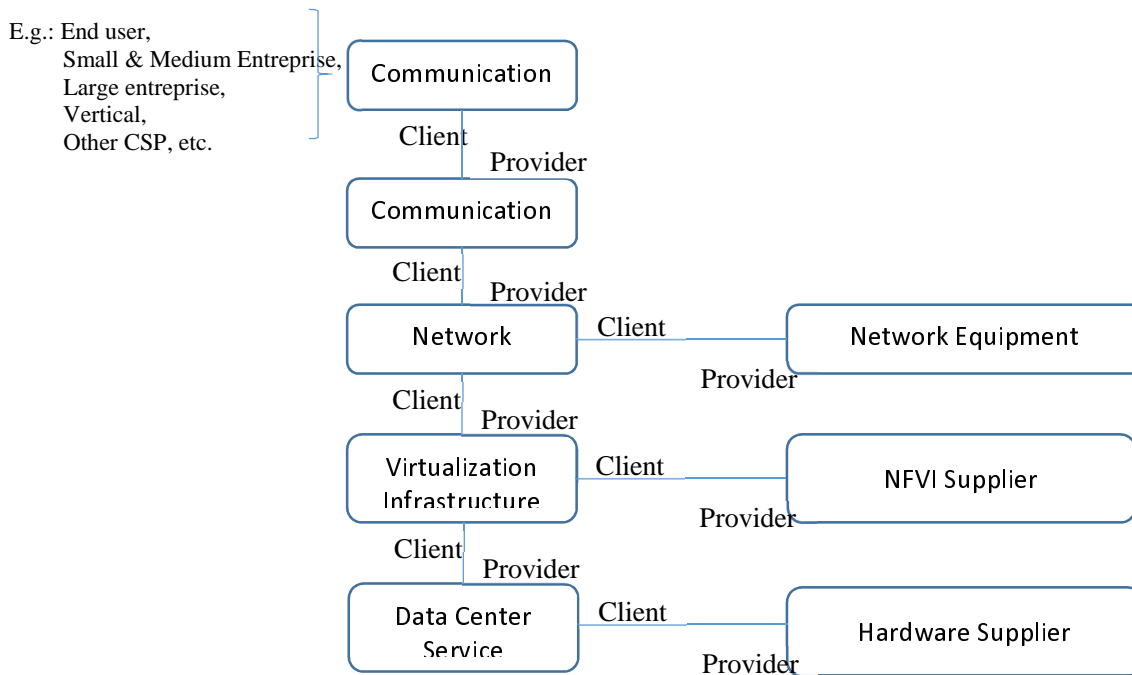 E.g.: End user,
Small & Medium Entreprise,
Large entreprise,
Vertical,
Other CSP, etc.
Communication
Client
Provider
Communication
Client
Provider
Network
Client
Provider
Network Equipment
Client
Provider
Virtualization
Infrastructure
Client
Provider
NFVI Supplier
Client
Provider
Data Center
Service
Client
Provider
Hardware Supplier